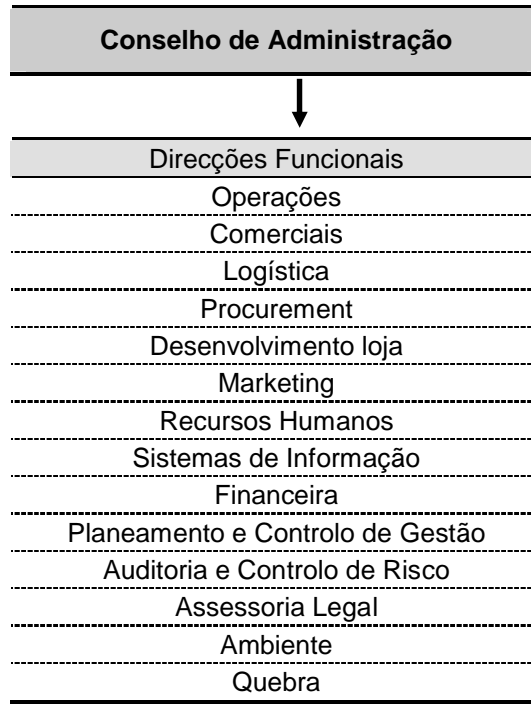 Conselho de Administração
Direcções Funcionais
Operações
Comerciais
Logística
Procurement
Desenvolvimento loja
Marketing
Recursos Humanos
Sistemas de Informação
Financeira
Planeamento e Controlo de Gestão
Auditoria e Controlo de Risco
Assessoria Legal
Ambiente
Quebra